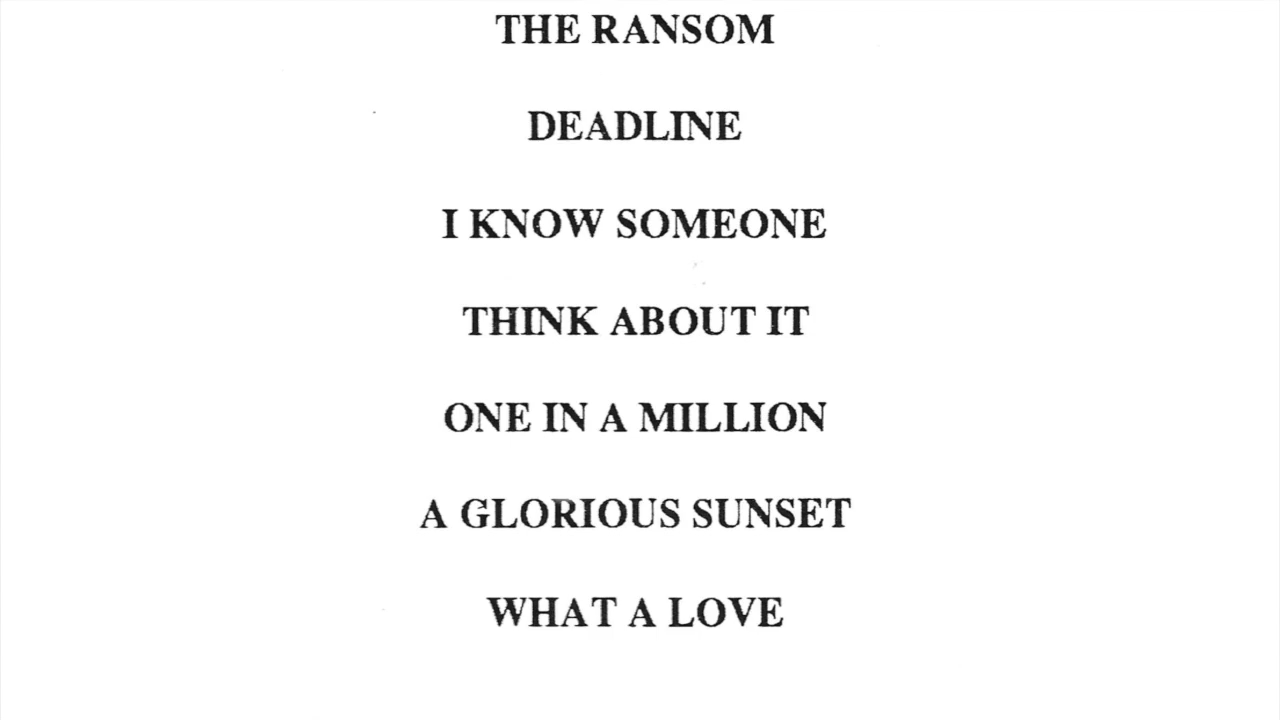 THE RANSOM
DEADLINE
I KNOW SOMEONE
THINK ABOUT IT
ONE IN A MILLION
A GLORIOUS SUNSET
WHAT A LOVE